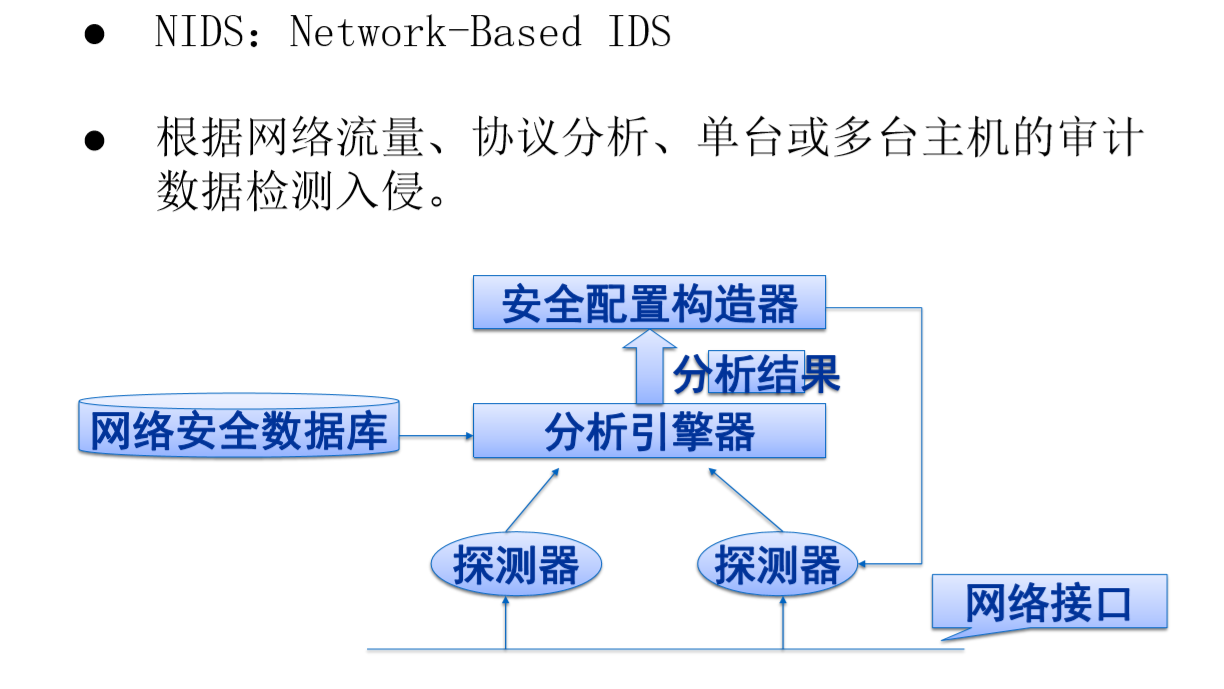 ● NIDS：Network-Based IDS
● 根据网络流量、协议分析、单台或多台主机的审计
数据检测入侵。
安全配置构造器
分析结果
网络安全数据库
分析引擎器
探测器
探测器
网络接口